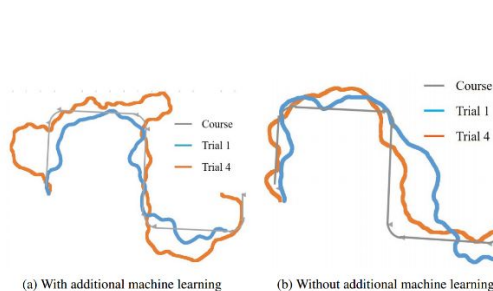 Course
Trial 1
Trial 4
(a) With additional machine learning
Course
Trial 1
Trial 4
(b) Without additional machine learning